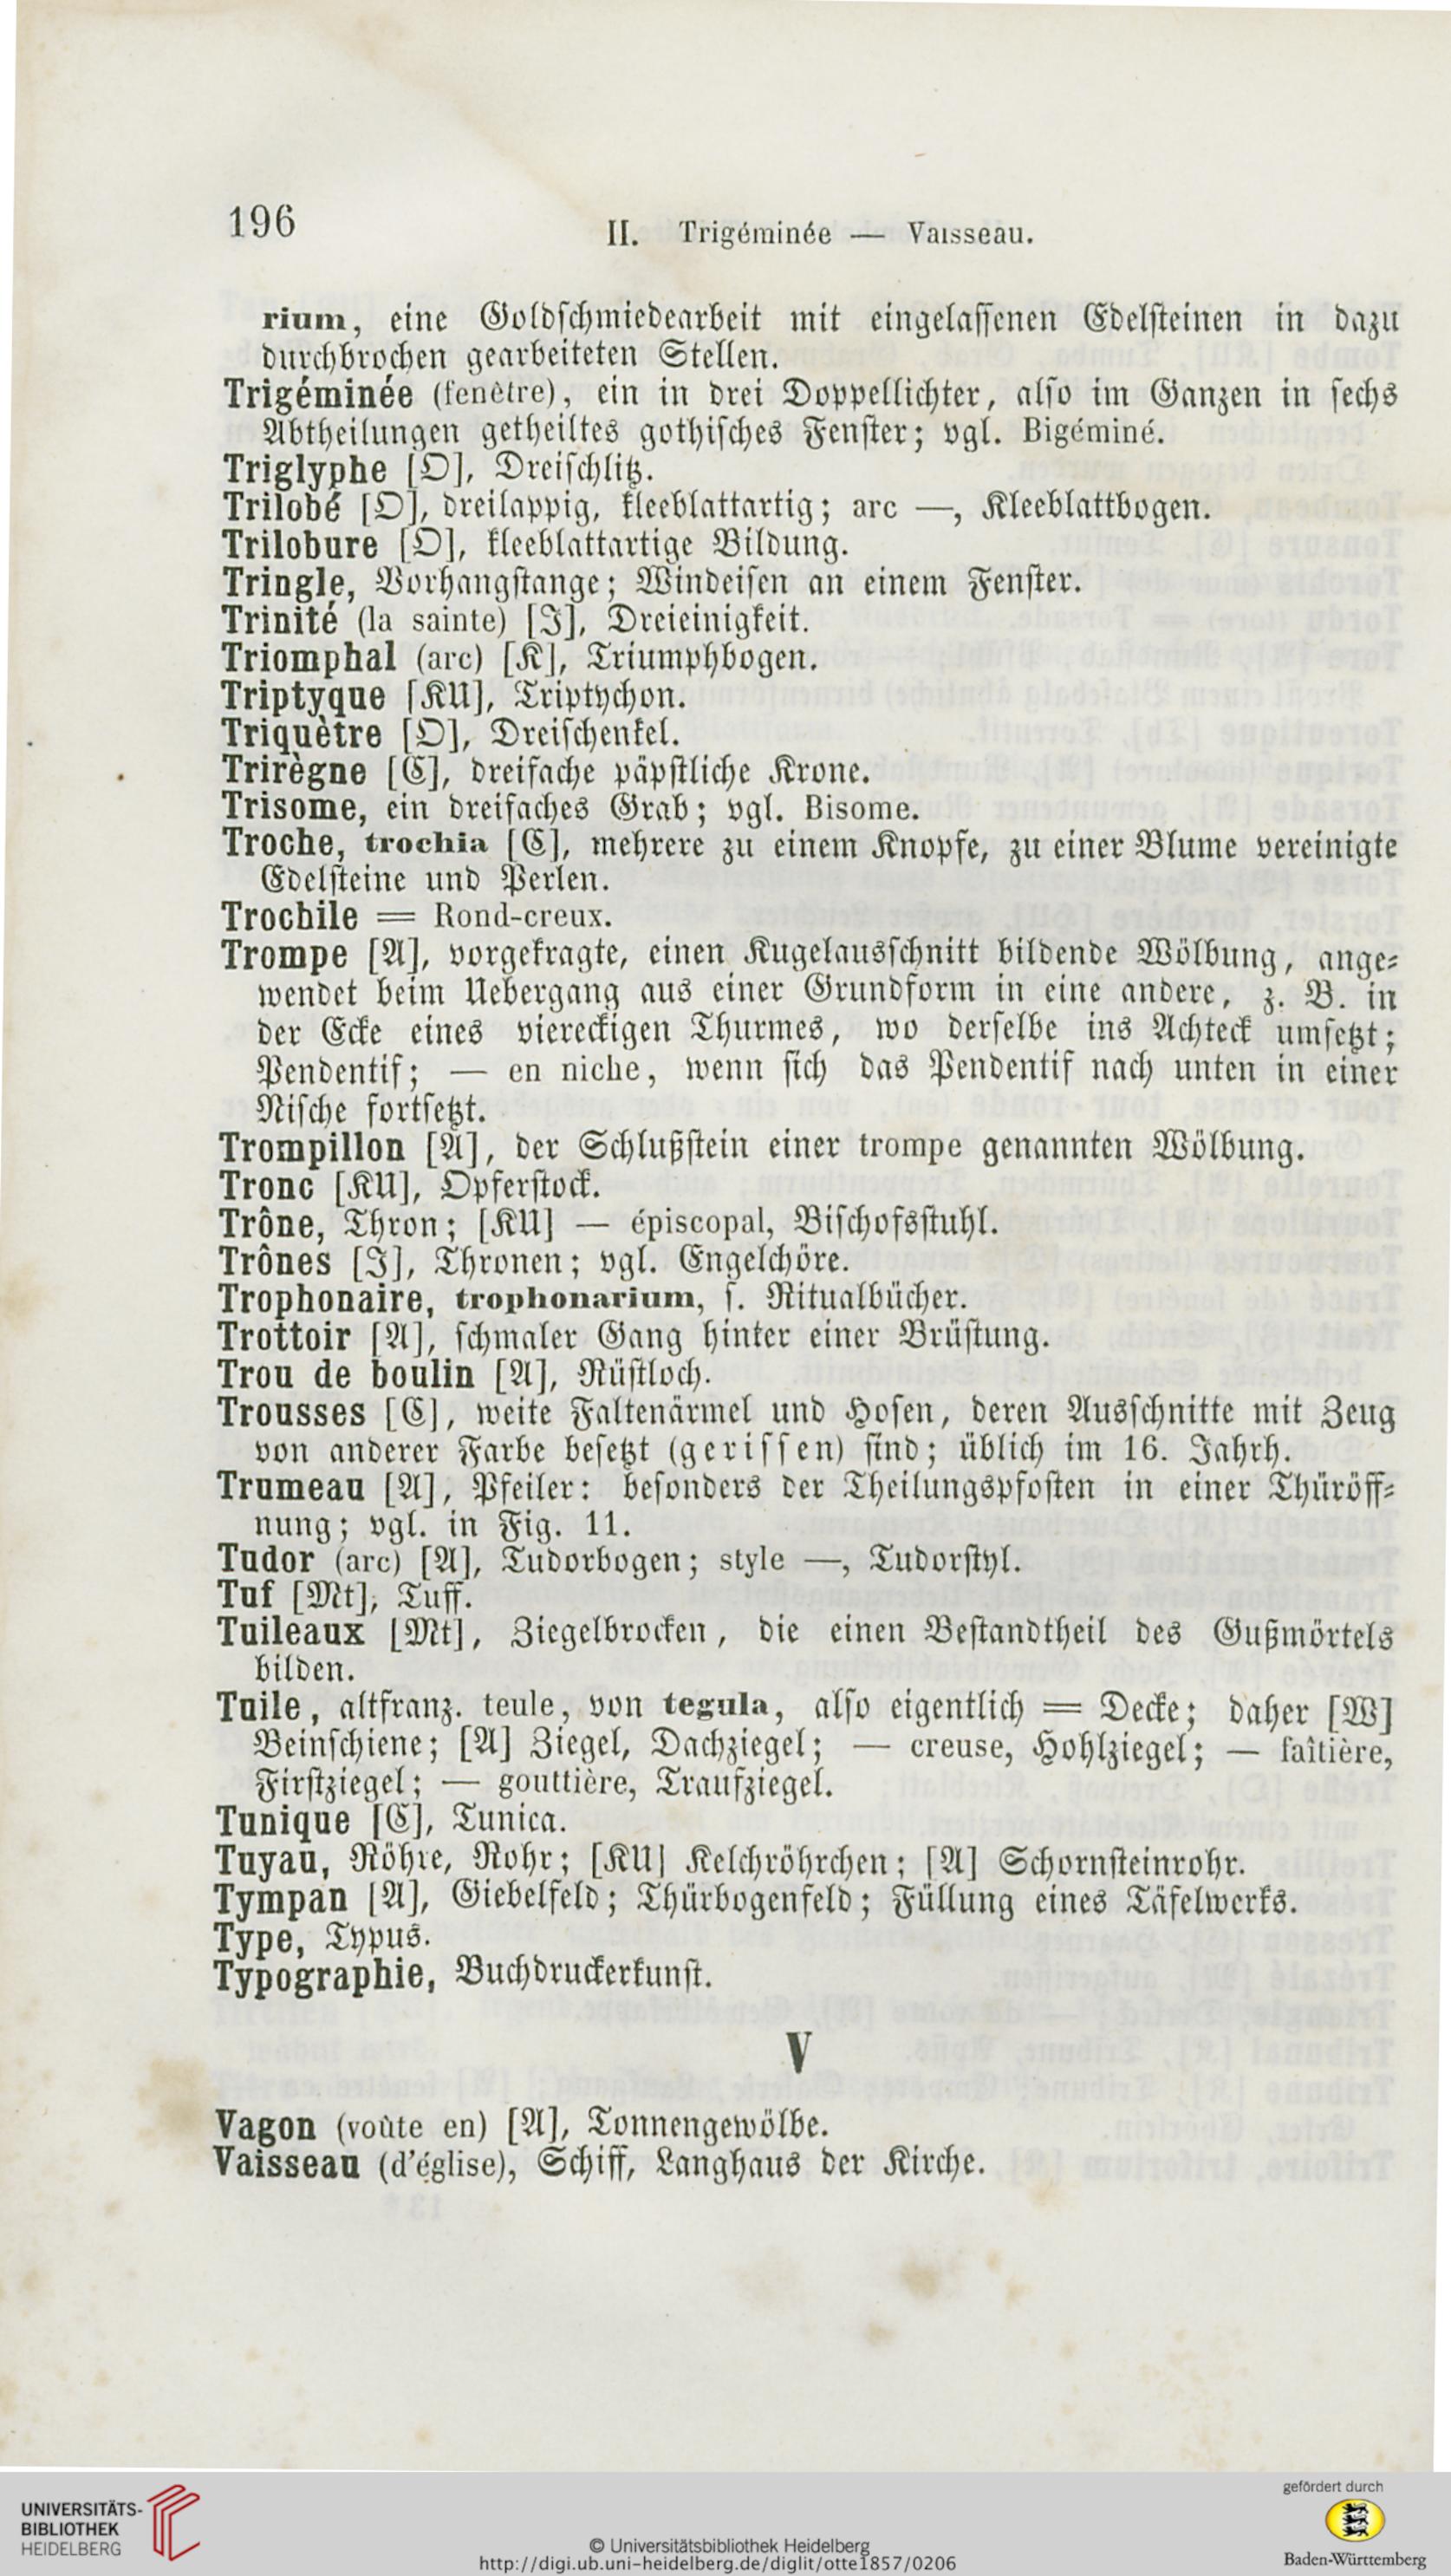 196
II. Trigéminée — Vaisseau.
rium, eine Goldschmiedearbeit mit eingelassenen Edelsteinen in dazu
durchbrochen gearbeiteten Stellen.
Trigéminée (fenêtre), ein in drei Doppellichter, also im Ganzen in sechs
Abtheilungen getheiltes gothisches Fenster; vgl. Bigéminé.
Triglyphe [O], Dreischlitz.
Trilobé [O], dreilappig, kleeblattartig; arc —, Kleeblattbogen.
Trilobure [O], kleeblattartige Bildung.
Tringle, Vorhangstange; Windeisen an einem Fenster.
Trinité (la sainte) [I], Dreieinigkeit.
Triomphal (arc) [K], Triumphbogen.
Triptyque [KU], Triptychon.
Triquètre [O], Dreischenkel.
Trirègne [C], dreifache päpstliche Krone.
Trisome, ein dreifaches Grab; vgl. Bisome.
Troche, trochia [C], mehrere zu einem Knopfe, zu einer Blume vereinigte
Edelsteine und Perlen.
Trochile = Rond-creux.
Trompe [A], vorgekragte, einen Kugelausschnitt bildende Wölbung, ange-
wendet beim Uebergang aus einer Grundform in eine andere, z. B. in
der Ecke eines viereckigen Thurmes, wo derselbe ins Achteck umsetzt;
Pendentif; — en niche, wenn sich das Pendentif nach unten in einer
Nische fortsetzt.
Trompillon [A], der Schlußstein einer trompe genannten Wölbung.
Tronc [KU], Opferstock.
Trône, Thron; [KU] — épiscopal, Bischofsstuhl.
Trônes [I], Thronen; vgl. Engelchöre.
Trophonaire, trophonarium, s. Ritualbücher.
Trottoir [A], schmaler Gang hinter einer Brüstung.
Trou de boulin [A], Rüstloch.
Trousses [C], weite Faltenärmel und Hosen, deren Ausschnitte mit Zeug
von anderer Farbe besetzt (gerissen) sind; üblich im 16. Jahrh.
Trumeau [A], Pfeiler: besonders der Theilungspfosten in einer Thüröff-
nung; vgl. in Fig. 11.
Tudor (arc) [A], Tudorbogen; style —, Tudorstyl.
Tuf [Mt], Tuff.
Tuileaux [Mt], Ziegelbrocken, die einen Bestandtheil des Gußmörtels
bilden.
Tuile, altfranz. teule, von tegula, also eigentlich = Decke; daher [W]
Beinschiene; [A] Ziegel, Dachziegel; — creuse, Hohlziegel; — faîtière,
Firstziegel; — gouttière, Traufziegel.
Tunique [C], Tunica.
Tuyau, Röhre, Rohr; [KU] Kelchröhrchen; [A] Schornsteinrohr.
Tympan [A], Giebelfeld; Thürbogenfeld; Füllung eines Täfelwerks.
Type, Typus.
Typographie, Buchdruckerkunst.
V
Vagon (voûte en) [A], Tonnengewölbe.
Vaisseau (d'église), Schiff, Langhaus der Kirche.
UNIVERSITÄTS-
BIBLIOTHEK
HEIDELBERG
© Universitätsbibliothek Heidelberg
http://digi.ub.uni-heidelberg.de/diglit/otte1857/0206
gefördert durch
Baden-Württemberg